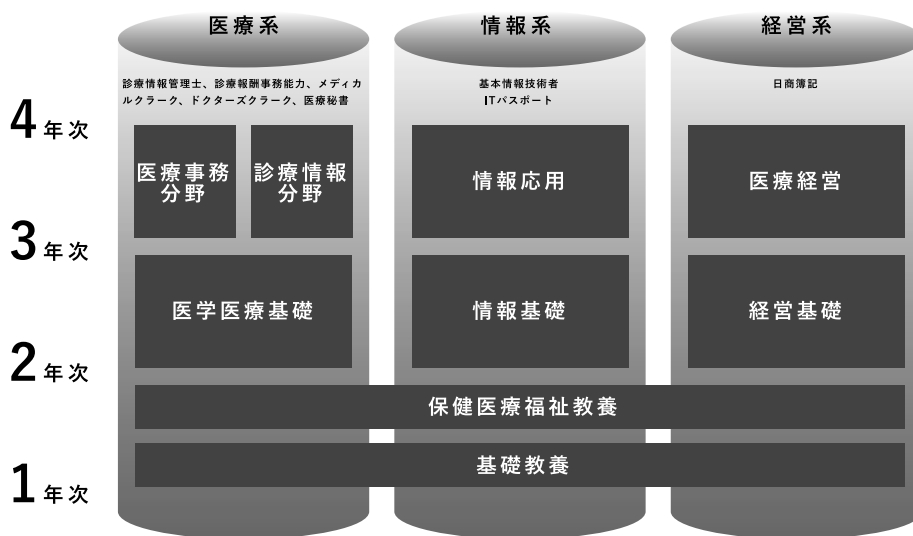 医療系
情報系
経営系
診療情報管理士、診療報酬事務能力、メディカ
ルクラーク、ドクターズクラーク、医療秘書
基本情報技術者
ITパスポート
日商簿記
4年次
医療事務
分野
診療情報
分野
情報応用
医療経営
3年次
医学医療基礎
情報基礎
経営基礎
2年次
保健医療福祉教養
基礎教養
1年次